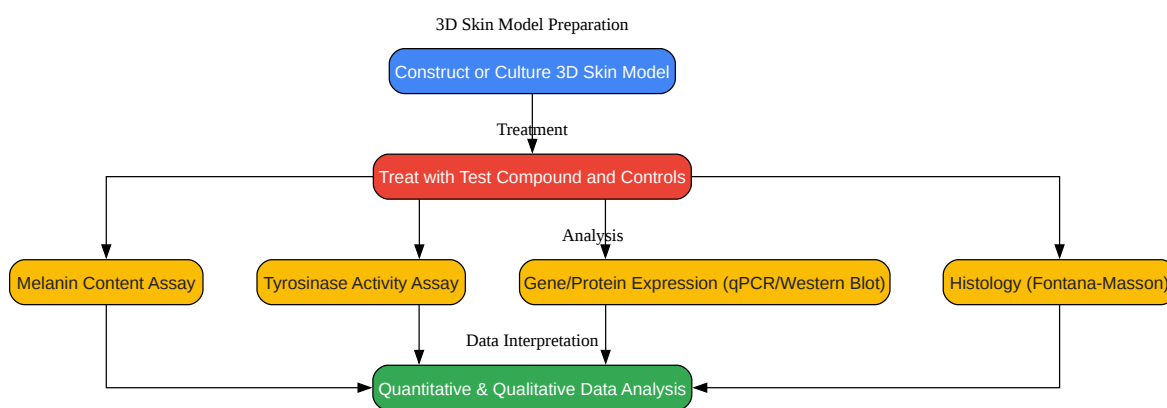 3D Skin Model Preparation
Construct or Culture 3D Skin Model
Treatment
Treat with Test Compound and Controls
Analysis
Melanin Content Assay
Tyrosinase Activity Assay
Gene/Protein Expression (qPCR/Western Blot)
Histology (Fontana-Masson)
Data Interpretation
Quantitative & Qualitative Data Analysis